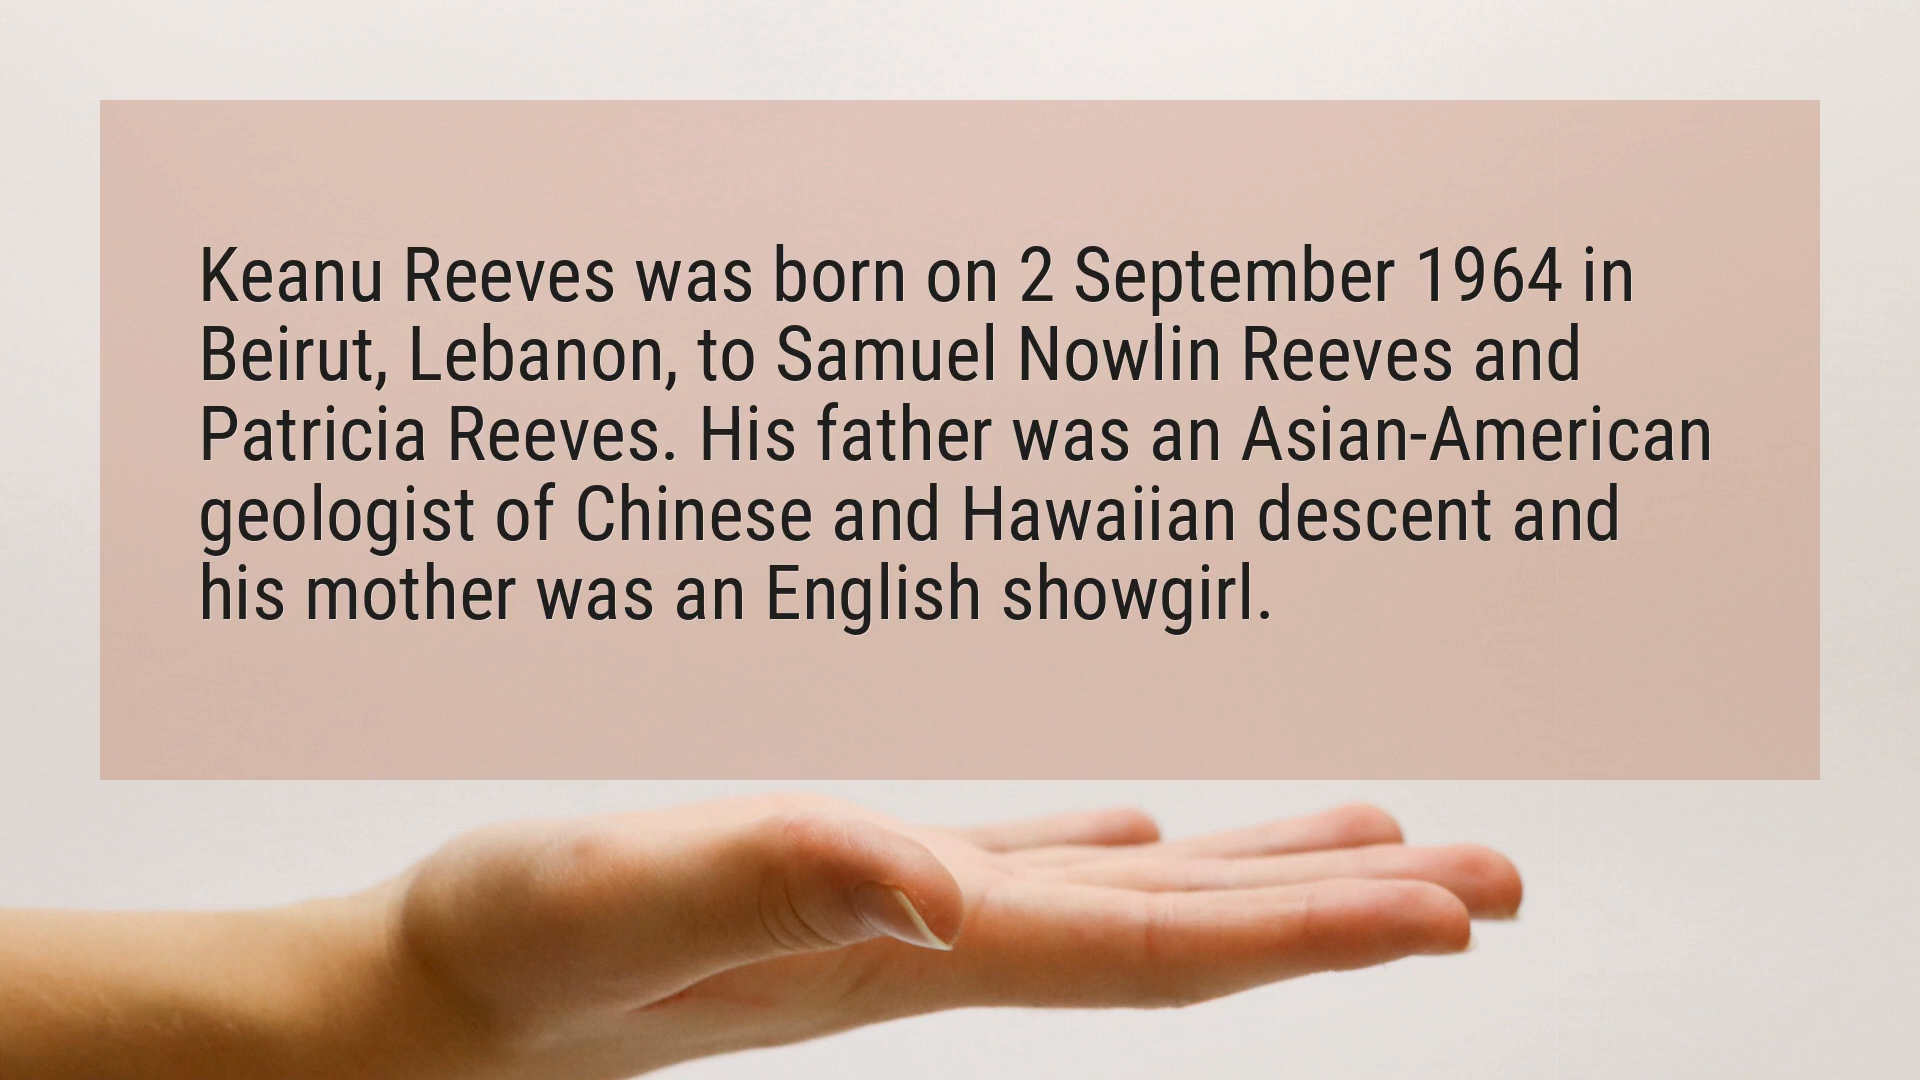 Keanu Reeves was born on 2 September 1964 in
Beirut, Lebanon, to Samuel Nowlin Reeves and
Patricia Reeves. His father was an Asian-American
geologist of Chinese and Hawaiian descent and
his mother was an English showgirl.